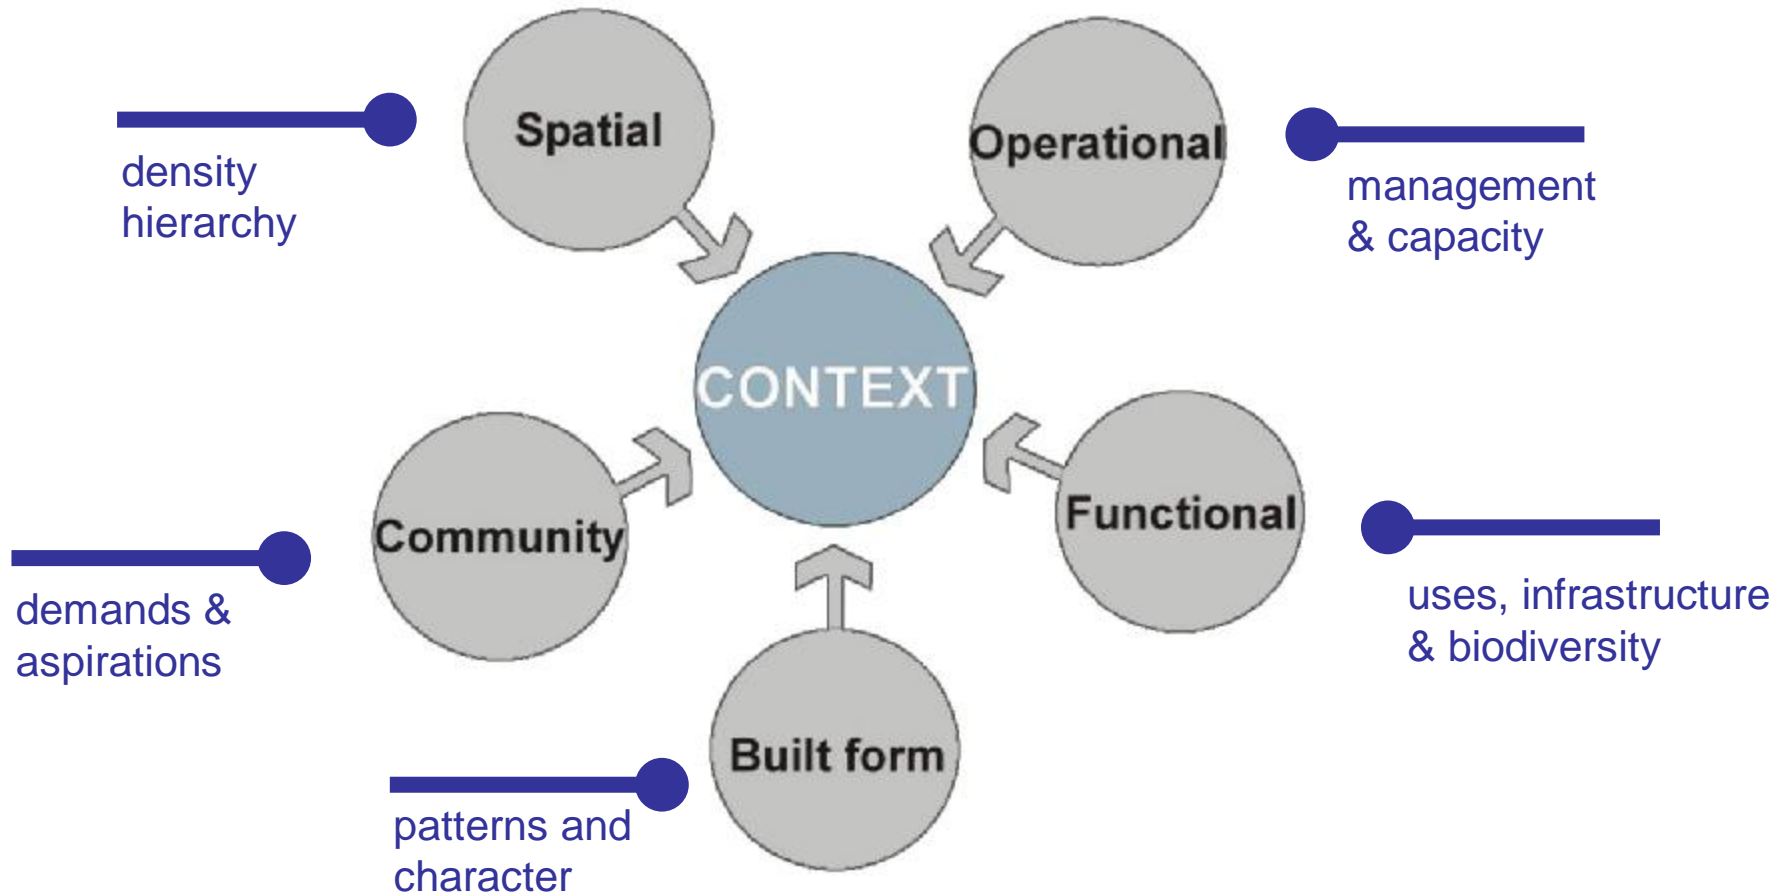 Spatial
density
hierarchy
Operational
management
& capacity
CONTEXT
Community
demands &
aspirations
Functional
uses, infrastructure
& biodiversity
Built form
patterns and
character